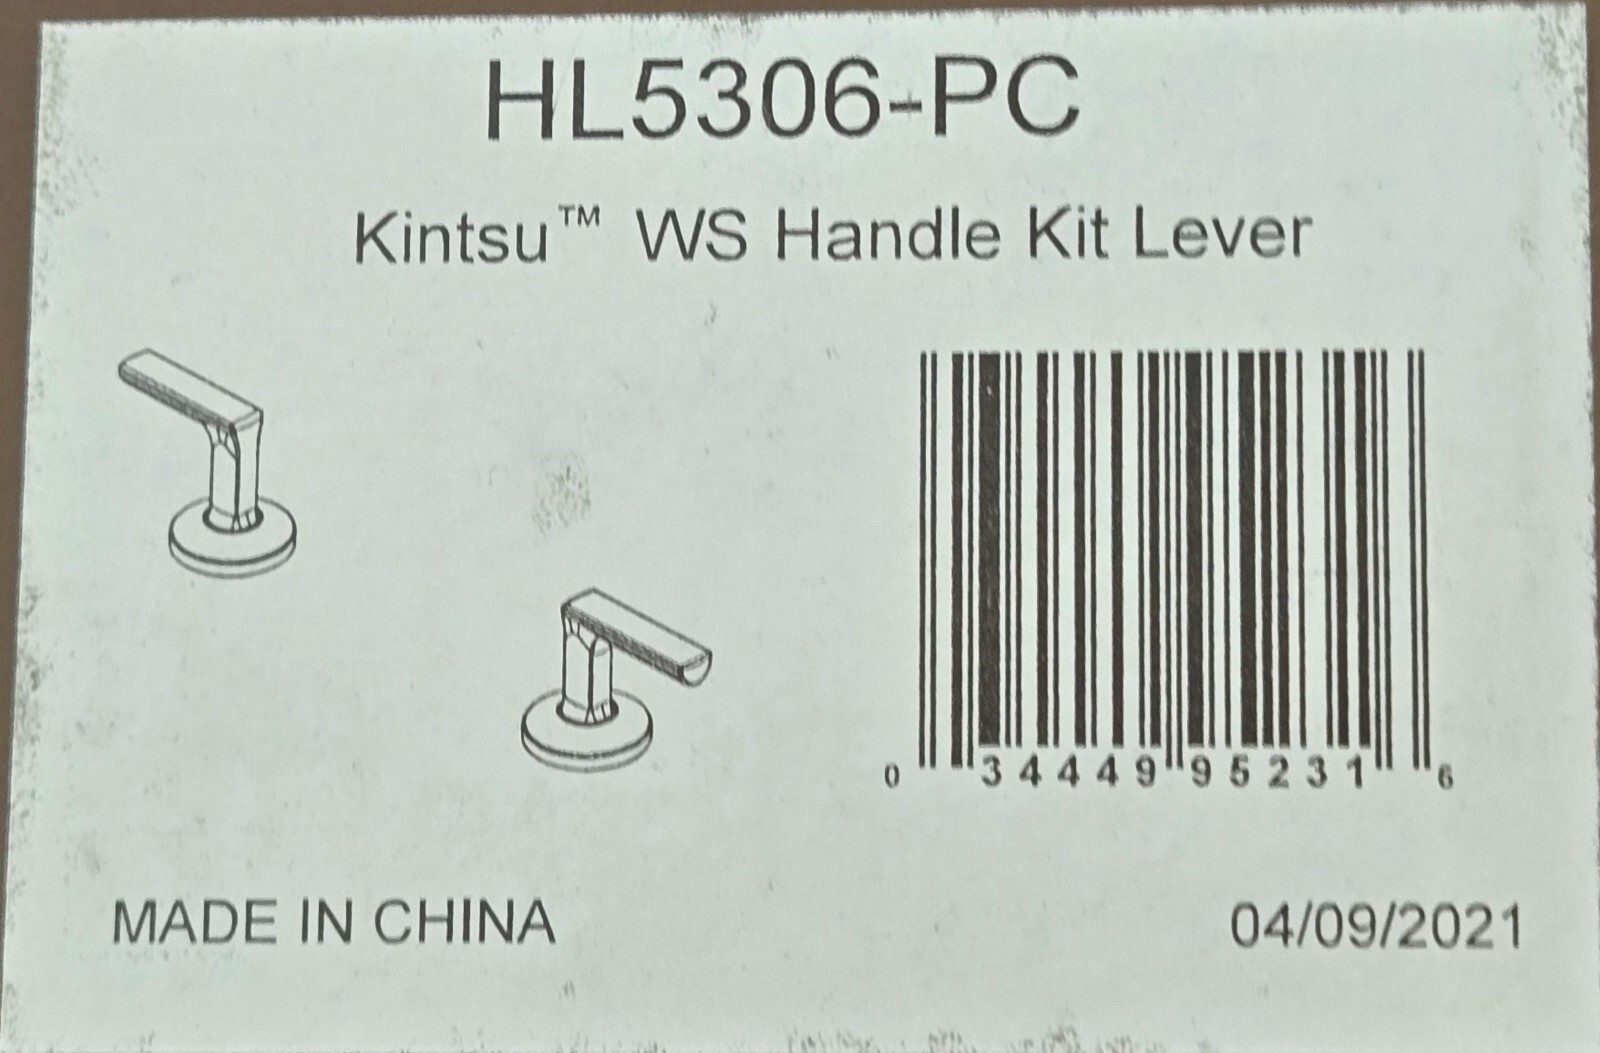 HL5306-PC
Kintsu™ WS Handle Kit Lever
0 34449 95231 6
MADE IN CHINA
04/09/2021